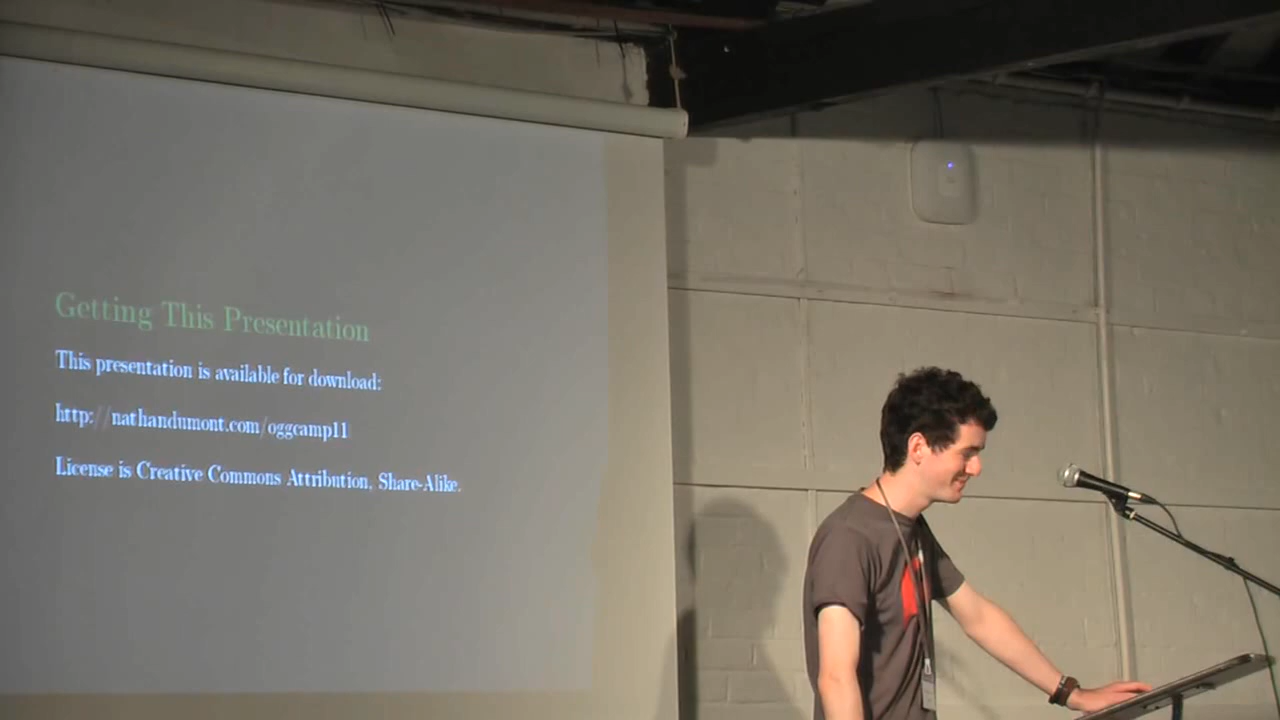 Getting This Presentation
This presentation is available for download:
http://nathandumont.com/oggcamp11
License is Creative Commons Attribution, Share-Alike.